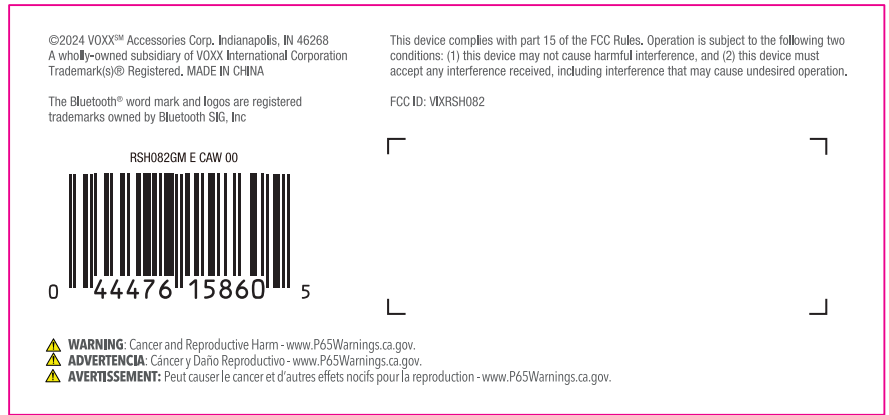 ©2024 VOXX℠ Accessories Corp. Indianapolis, IN 46268
A wholly-owned subsidiary of VOXX International Corporation
Trademark(s)® Registered. MADE IN CHINA
The Bluetooth® word mark and logos are registered
trademarks owned by Bluetooth SIG, Inc
RSH082GM E CAW 00
0 44476 15860 5
This device complies with part 15 of the FCC Rules. Operation is subject to the following two
conditions: (1) this device may not cause harmful interference, and (2) this device must
accept any interference received, including interference that may cause undesired operation.
FCC ID: VIXRSH082
WARNING: Cancer and Reproductive Harm - www.P65Warnings.ca.gov.
ADVERTENCIA: Cáncer y Daño Reproductivo - www.P65Warnings.ca.gov.
AVERTISSEMENT: Peut causer le cancer et d'autres effets nocifs pour la reproduction - www.P65Warnings.ca.gov.